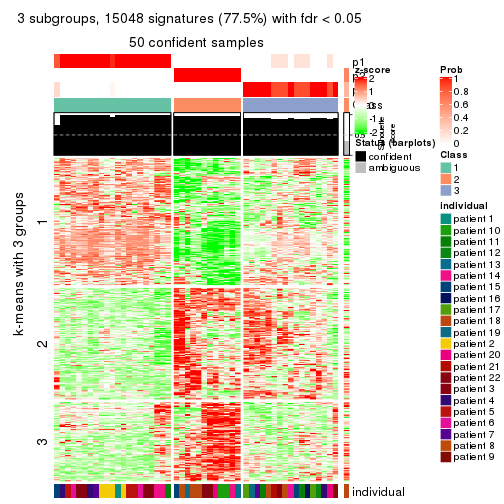 3 subgroups, 15048 signatures (77.5%) with fdr < 0.05
50 confident samples
p1
z-score
2
1
0
-1
-2
Silhouette
score
Status (barplots)
confident
ambiguous
Prob
1
0.8
0.6
0.4
0.2
0
Class
1
2
3
individual
patient 1
patient 10
patient 11
patient 12
patient 13
patient 14
patient 15
patient 16
patient 17
patient 18
patient 19
patient 2
patient 20
patient 21
patient 22
patient 3
patient 4
patient 5
patient 6
patient 7
patient 8
patient 9
k-means with 3 groups
1
2
3
individual